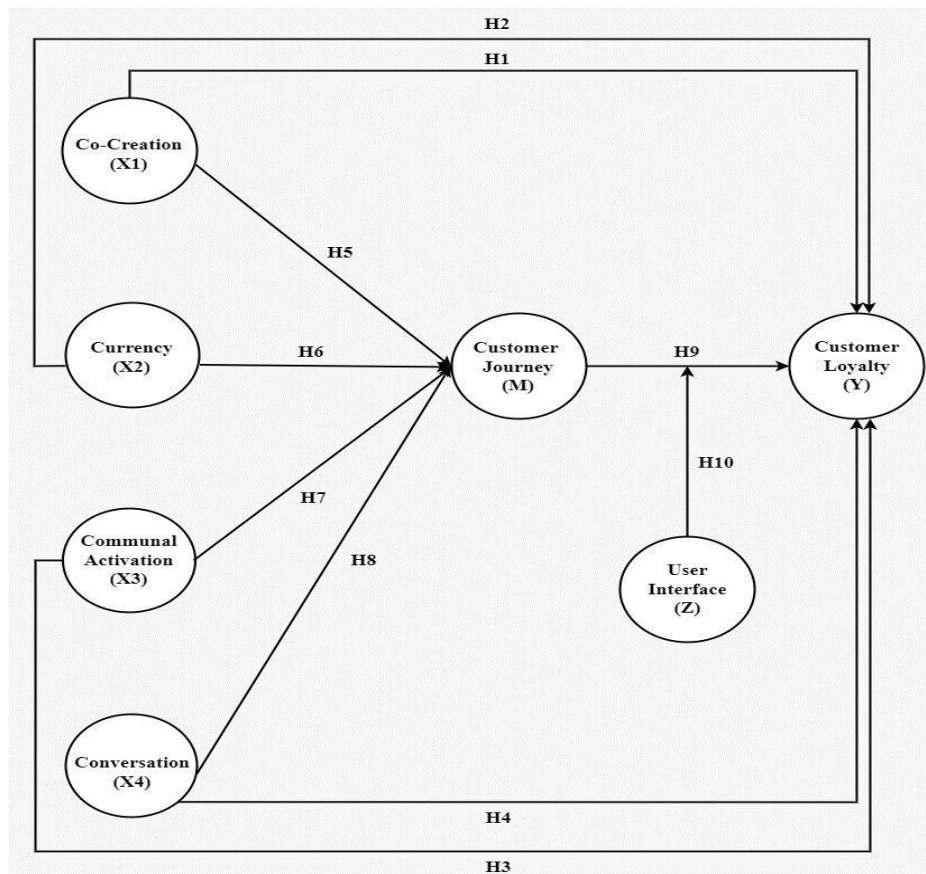 H2
H1
Co-Creation
(X1)
H5
Currency
(X2)
H6
Customer
Journey
(M)
H9
Customer
Loyalty
(Y)
H10
H7
Communal
Activation
(X3)
H8
User
Interface
(Z)
Conversation
(X4)
H4
H3